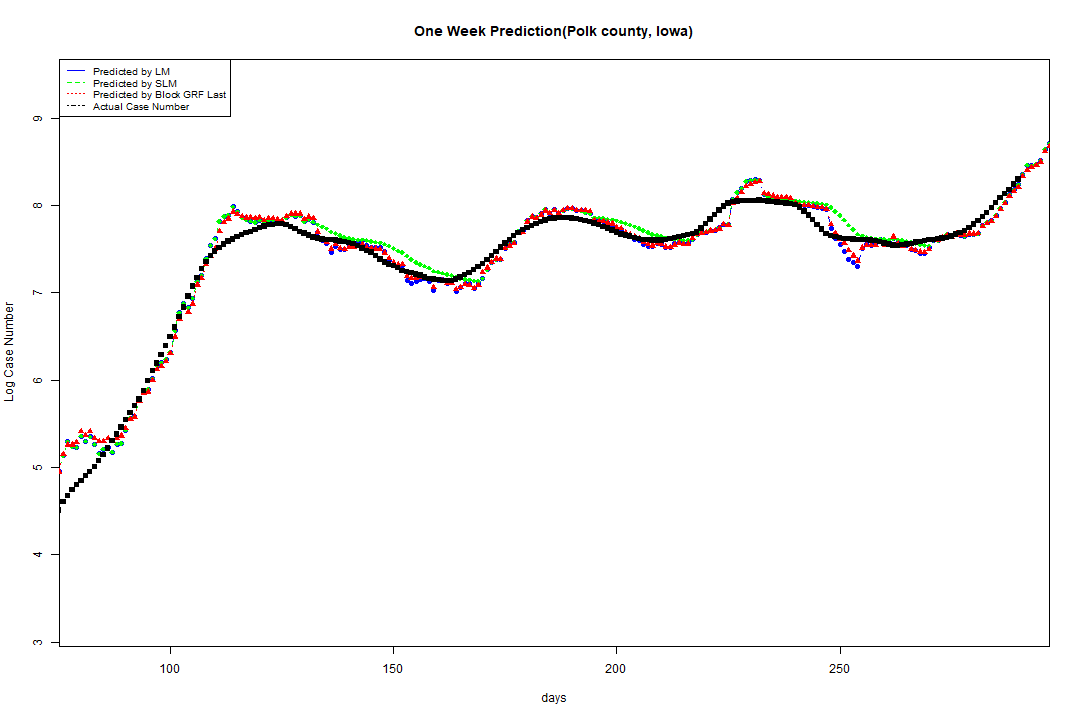 One Week Prediction(Polk county, Iowa)
Predicted by LM
Predicted by SLM
Predicted by Block GRF Last
Actual Case Number
9
8
7
6
5
4
3
Log Case Number
100 150 200 250
days